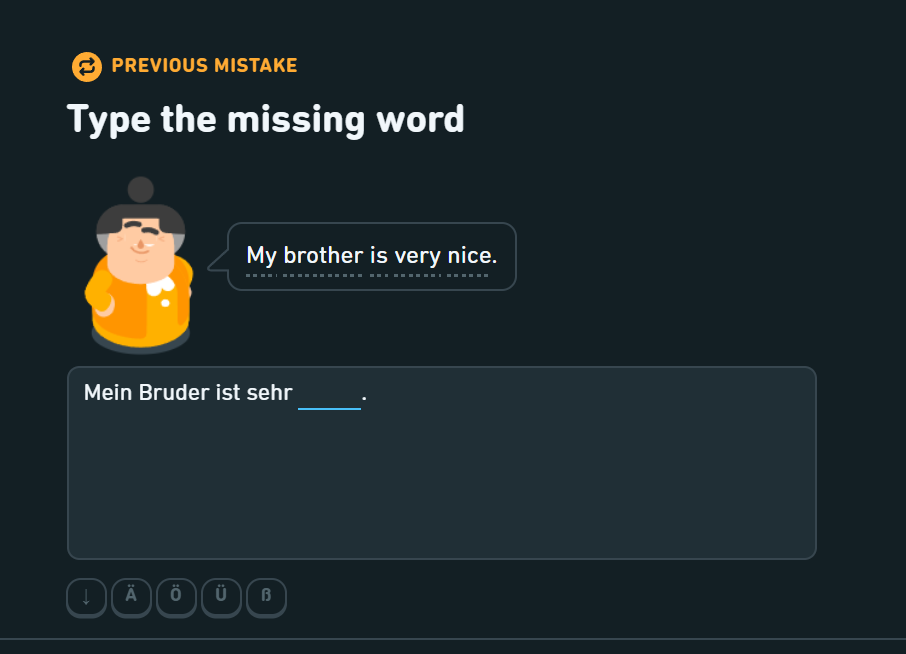 PREVIOUS MISTAKE
Type the missing word
My brother is very nice.
Mein Bruder ist sehr _____.
↓ Ä Ö Ü ß